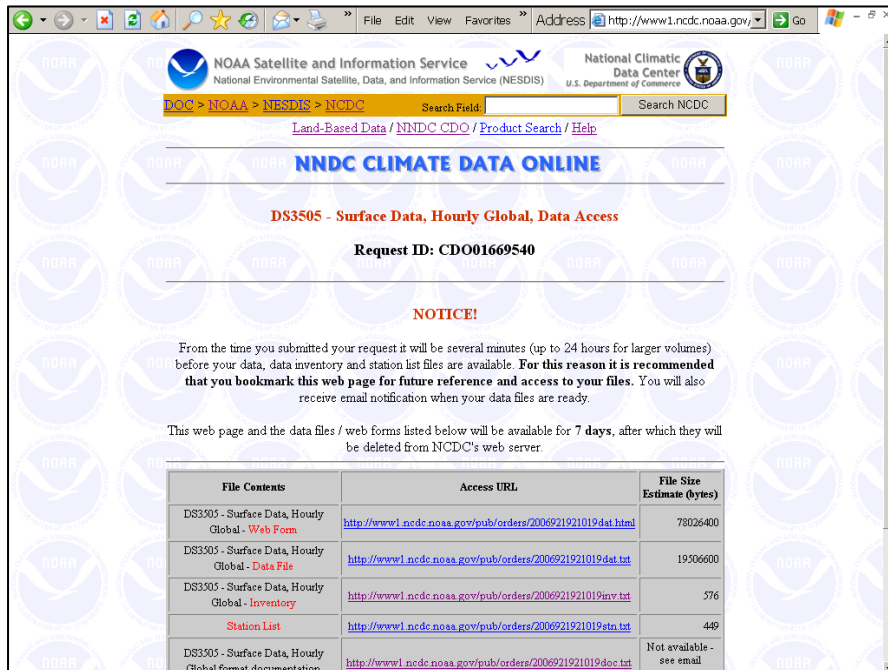 » File Edit View Favorites » Address http://www1.ncdc.noaa.gov, Go
NOAA Satellite and Information Service
National Environmental Satellite, Data, and Information Service (NESDIS)
National Climatic
Data Center
U.S. Department of Commerce
DOC > NOAA > NESDIS > NCDC Search Field: Search NCDC
Land-Based Data / NNDC CDO / Product Search / Help
NNDC CLIMATE DATA ONLINE
DS3505 - Surface Data, Hourly Global, Data Access
Request ID: CDO01669540
NOTICE!
From the time you submitted your request it will be several minutes (up to 24 hours for larger volumes)
before your data, data inventory and station list files are available. For this reason it is recommended
that you bookmark this web page for future reference and access to your files. You will also
receive email notification when your data files are ready.
This web page and the data files / web forms listed below will be available for 7 days, after which they will
be deleted from NCDC's web server.
File Contents Access URL File Size
Estimate (bytes)
DS3505 - Surface Data, Hourly
Global - Web Form http://www1.ncdc.noaa.gov/pub/orders/2006921921019dat.html 78026400
DS3505 - Surface Data, Hourly
Global - Data File http://www1.ncdc.noaa.gov/pub/orders/2006921921019dat.txt 19506600
DS3505 - Surface Data, Hourly
Global - Inventory http://www1.ncdc.noaa.gov/pub/orders/2006921921019inv.txt 576
Station List http://www1.ncdc.noaa.gov/pub/orders/2006921921019stn.txt 449
DS3505 - Surface Data, Hourly
Global format documentation http://www1.ncdc.noaa.gov/pub/orders/2006921921019doc.txt Not available -
see email